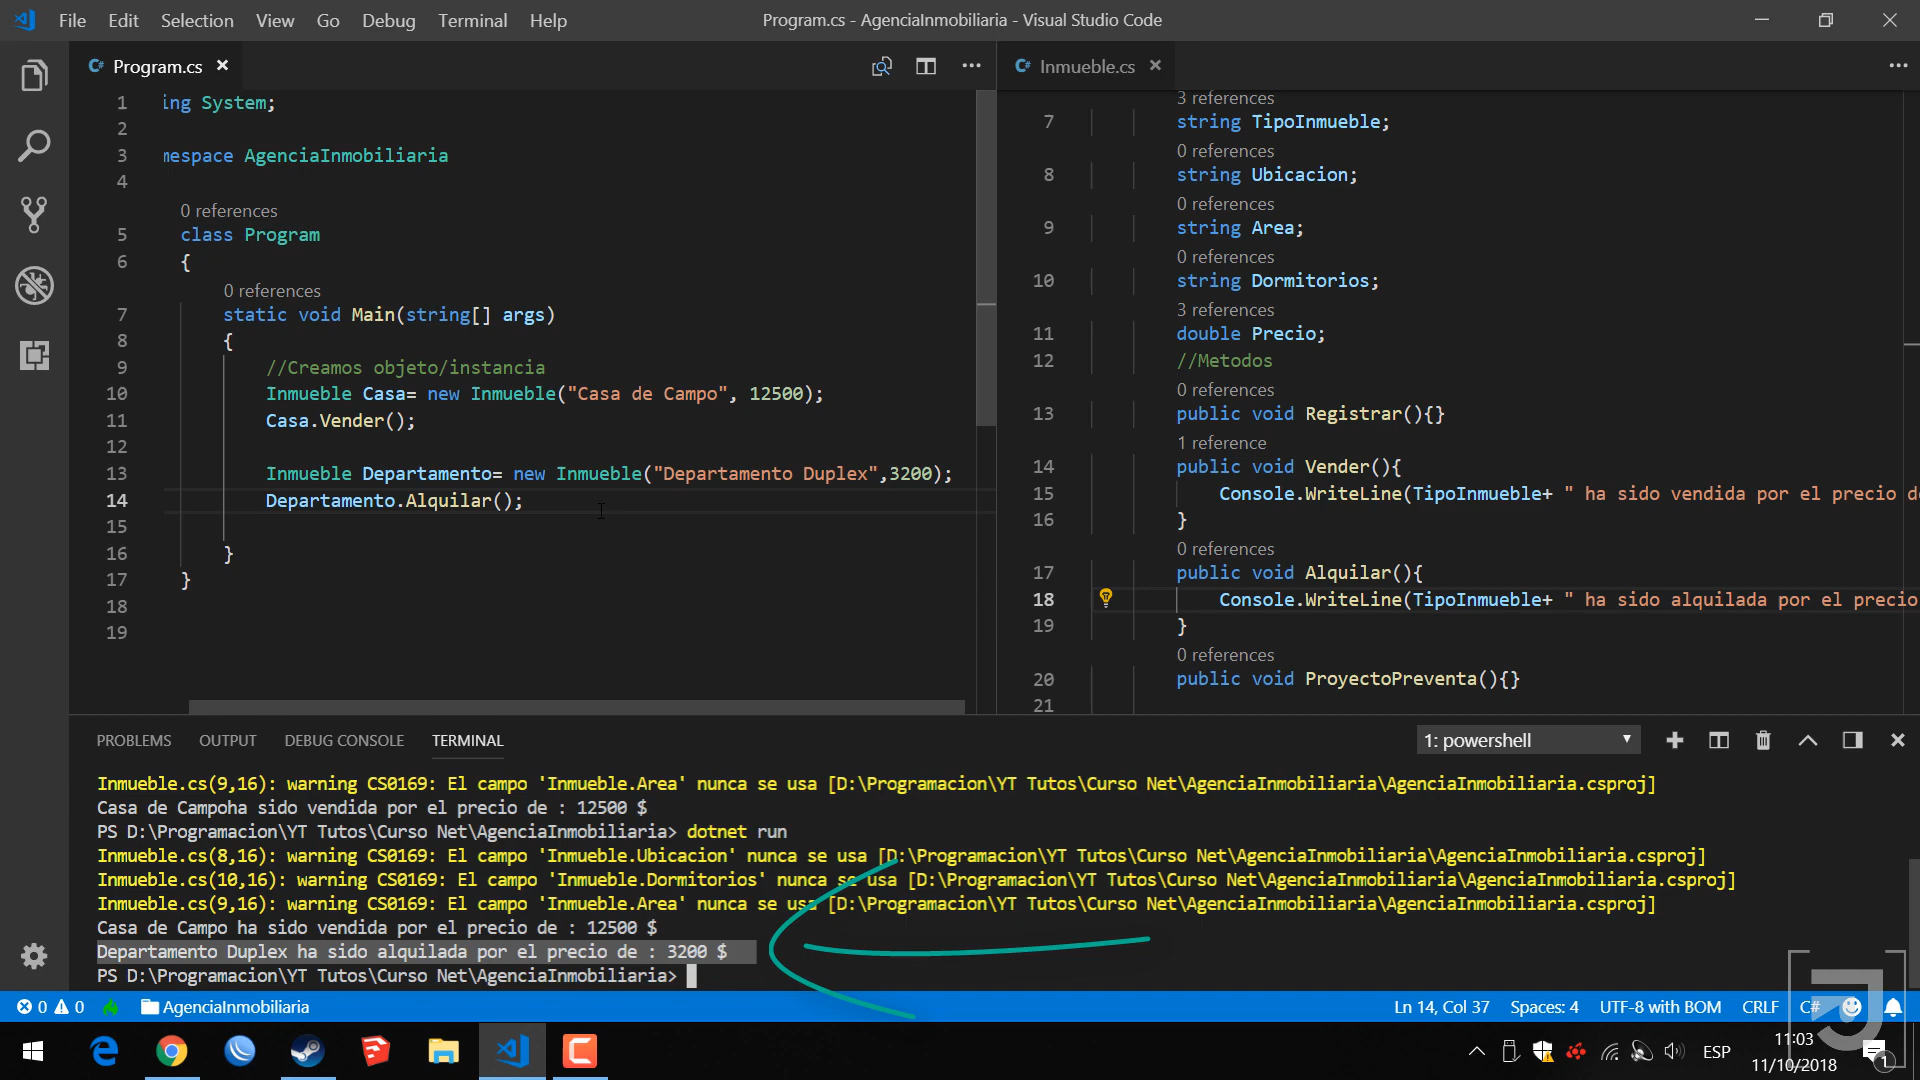 File Edit Selection View Go Debug Terminal Help
Program.cs - AgenciaInmobiliaria - Visual Studio Code
Program.cs
1 ing System;
2
3 mespace AgenciaInmobiliaria
4
0 references
5 class Program
6 {
0 references
7 static void Main(string[] args)
8 {
9 //Creamos objeto/instancia
10 Inmueble Casa= new Inmueble("Casa de Campo", 12500);
11 Casa.Vender();
12
13 Inmueble Departamento= new Inmueble("Departamento Duplex",3200);
14 Departamento.Alquilar();
15
16 }
17 }
18
19
Inmueble.cs
3 references
7 string TipoInmueble;
0 references
8 string Ubicacion;
0 references
9 string Area;
0 references
10 string Dormitorios;
3 references
11 double Precio;
12 //Metodos
0 references
13 public void Registrar(){}
1 reference
14 public void Vender(){
15 Console.WriteLine(TipoInmueble+ " ha sido vendida por el precio d
16 }
0 references
17 public void Alquilar(){
18 Console.WriteLine(TipoInmueble+ " ha sido alquilada por el precio
19 }
0 references
20 public void ProyectoPreventa(){}
21
PROBLEMS OUTPUT DEBUG CONSOLE TERMINAL
1: powershell
Inmueble.cs(9,16): warning CS0169: El campo 'Inmueble.Area' nunca se usa [D:\Programacion\YT Tutos\Curso Net\AgenciaInmobiliaria\AgenciaInmobiliaria.csproj]
Casa de Campoha sido vendida por el precio de : 12500 $
PS D:\Programacion\YT Tutos\Curso Net\AgenciaInmobiliaria> dotnet run
Inmueble.cs(8,16): warning CS0169: El campo 'Inmueble.Ubicacion' nunca se usa [D:\Programacion\YT Tutos\Curso Net\AgenciaInmobiliaria\AgenciaInmobiliaria.csproj]
Inmueble.cs(10,16): warning CS0169: El campo 'Inmueble.Dormitorios' nunca se usa [D:\Programacion\YT Tutos\Curso Net\AgenciaInmobiliaria\AgenciaInmobiliaria.csproj]
Inmueble.cs(9,16): warning CS0169: El campo 'Inmueble.Area' nunca se usa [D:\Programacion\YT Tutos\Curso Net\AgenciaInmobiliaria\AgenciaInmobiliaria.csproj]
Casa de Campo ha sido vendida por el precio de : 12500 $
Departamento Duplex ha sido alquilada por el precio de : 3200 $
PS D:\Programacion\YT Tutos\Curso Net\AgenciaInmobiliaria>
0 0 AgenciaInmobiliaria
Ln 14, Col 37 Spaces: 4 UTF-8 with BOM CRLF C#
ESP
11:03
11/10/2018
1